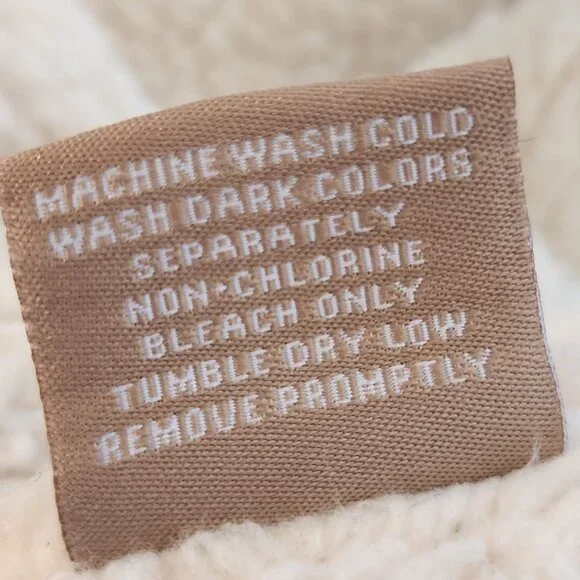 MACHINE WASH COLD
WASH DARK COLORS
SEPARATELY
NON-CHLORINE
BLEACH ONLY
TUMBLE DRY LOW
REMOVE PROMPTLY